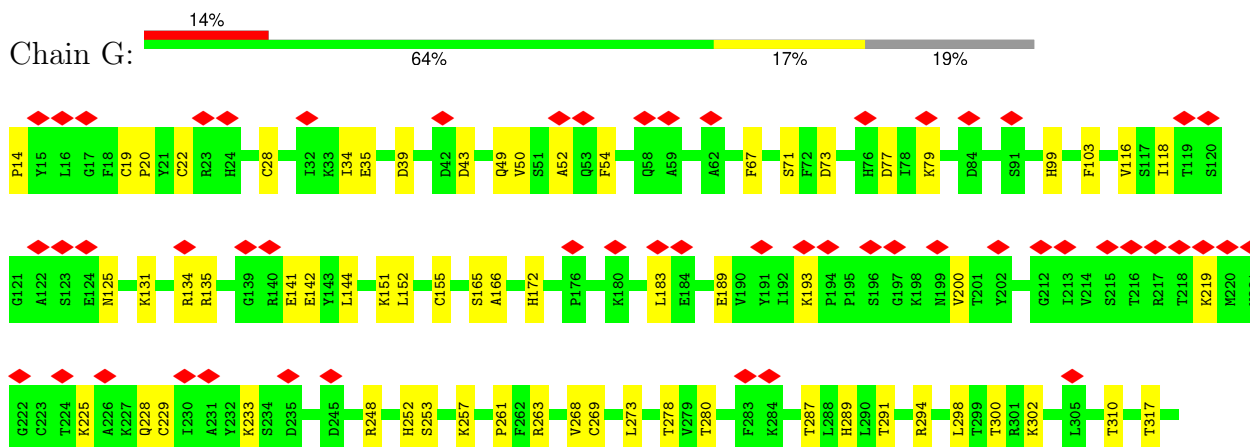 14%
Chain G:
64% 17% 19%
P14 Y15 L16 G17 F18 C19 P20 Y21 C22 R23 H24 C28 I32 K33 I34 E35 D39 D42 D43 Q49 V50 S51 A52 Q53 F54 Q58 A59 A62 F67 S71 F72 D73 H76 D77 I78 K79 D84 S91 H99 F103 V116 S117 I118 T119 S120
G121 A122 S123 E124 N125 K131 R134 R135 G139 R140 E141 E142 Y143 L144 K151 L152 C155 S165 A166 H172 P176 K180 L183 E184 E189 V190 Y191 I192 K193 P194 P195 S196 G197 K198 N199 V200 T201 Y202 G212 I213 V214 S215 T216 R217 T218 K219 M220
G222 C223 T224 K225 A226 K227 Q228 C229 I230 A231 Y232 K233 S234 D235 D245 R248 H252 S253 K257 P261 F262 R263 V268 C269 L273 T278 V279 T280 F283 K284 T287 L288 H289 L290 T291 R294 L298 T299 T300 R301 K302 L305 T310 T317